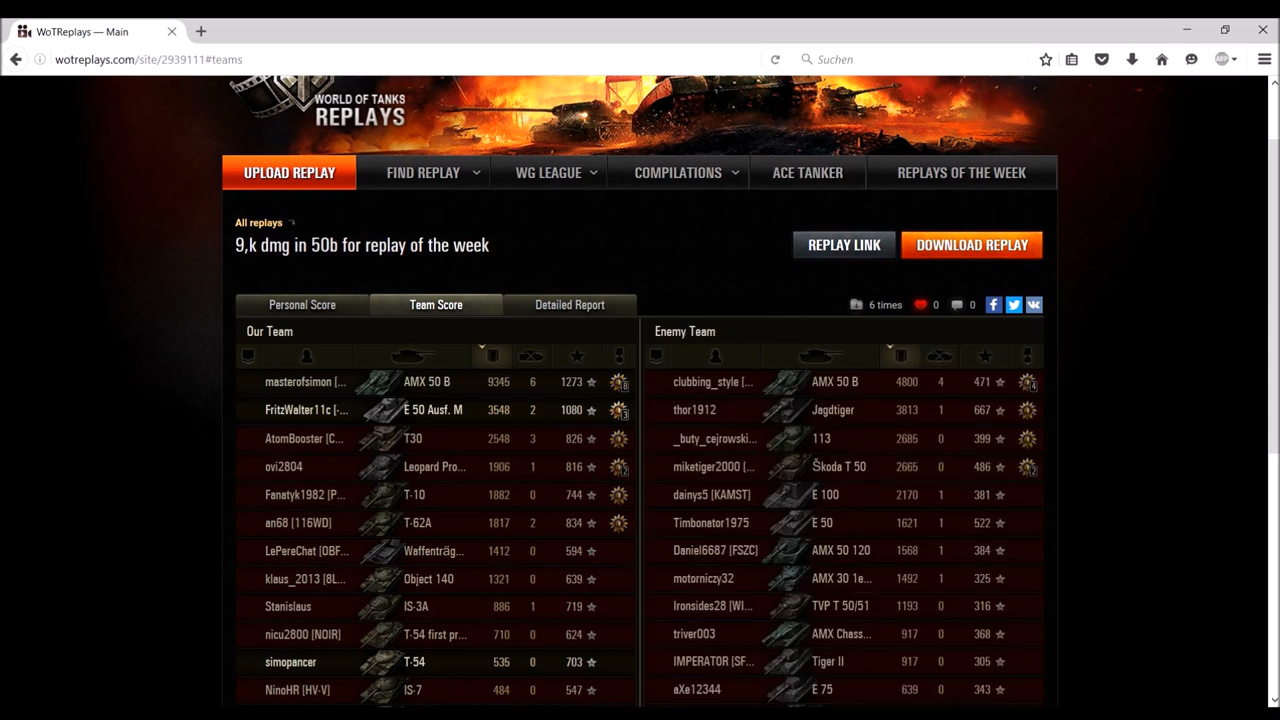 WoTReplays — Main
wotreplays.com/site/2939111#teams
Suchen
ABP
WORLD OF TANKS
REPLAYS
UPLOAD REPLAY FIND REPLAY WG LEAGUE COMPILATIONS ACE TANKER REPLAYS OF THE WEEK
All replays
9,k dmg in 50b for replay of the week
REPLAY LINK DOWNLOAD REPLAY
Personal Score Team Score Detailed Report 6 times 0 0
Our Team Enemy Team
masterofsimon [... AMX 50 B 9345 6 1273 8 clubbing_style [... AMX 50 B 4800 4 471 4
FritzWalter11c [-... E 50 Ausf. M 3548 2 1080 3 thor1912 Jagdtiger 3813 1 667
AtomBooster [C... T30 2548 3 826 _buty_cejrowski... 113 2685 0 399
ovi2804 Leopard Pro... 1906 1 816 2 miketiger2000 [... Škoda T 50 2665 0 486 2
Fanatyk1982 [P... T-10 1882 0 744 dainys5 [KAMST] E 100 2170 1 381
an68 [116WD] T-62A 1817 2 834 Timbonator1975 E 50 1621 1 522
LePereChat [OBF... Waffenträg... 1412 0 594 Daniel6687 [FSZC] AMX 50 120 1568 1 384
klaus_2013 [8L... Object 140 1321 0 639 motorniczy32 AMX 30 1e... 1492 1 325
Stanislaus IS-3A 886 1 719 Ironsides28 [WI... TVP T 50/51 1193 0 316
nicu2800 [NOIR] T-54 first pr... 710 0 624 triver003 AMX Chass... 917 0 368
simopancer T-54 535 0 703 IMPERATOR [SF... Tiger II 917 0 305
NinoHR [HV-V] IS-7 484 0 547 aXe12344 E 75 639 0 343